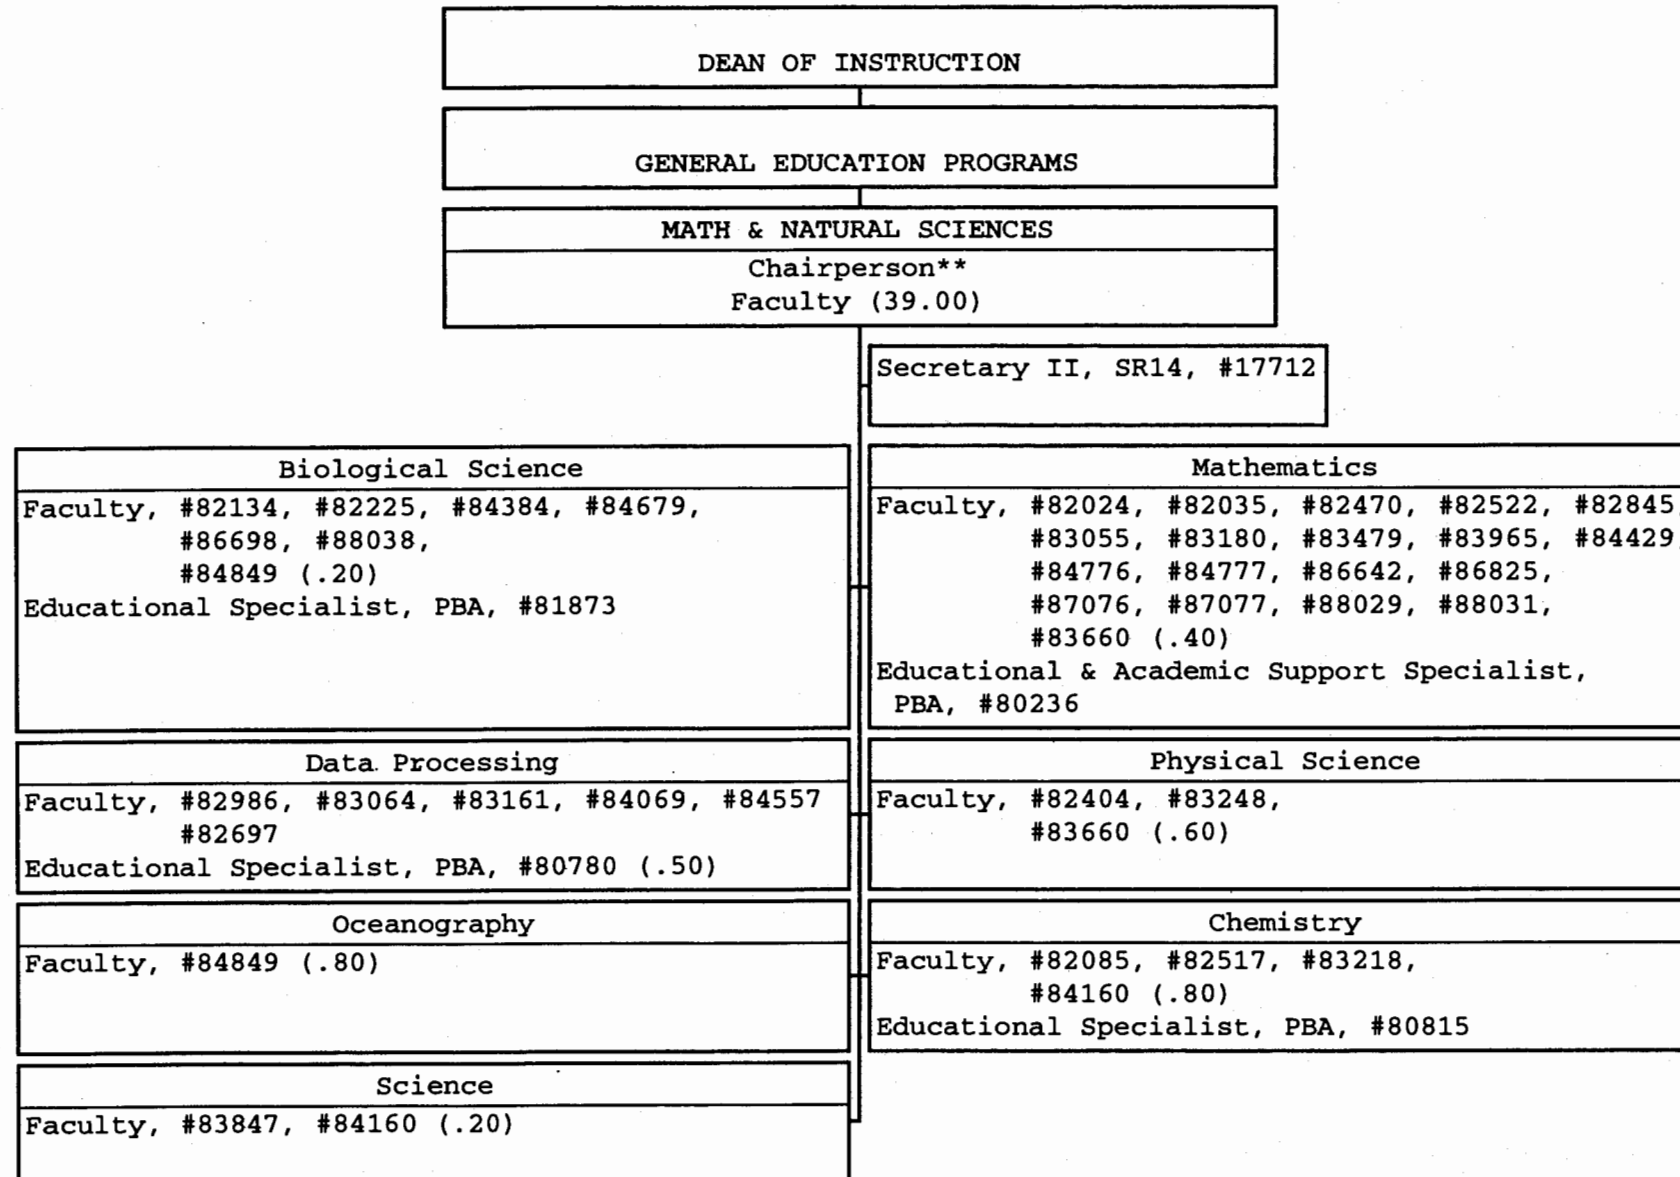 DEAN OF INSTRUCTION
GENERAL EDUCATION PROGRAMS
MATH & NATURAL SCIENCES
Chairperson**
Faculty (39.00)
Secretary II, SR14, #17712
Biological Science
Faculty, #82134, #82225, #84384, #84679,
#86698, #88038,
#84849 (.20)
Educational Specialist, PBA, #81873
Mathematics
Faculty, #82024, #82035, #82470, #82522, #82845,
#83055, #83180, #83479, #83965, #84429,
#84776, #84777, #86642, #86825,
#87076, #87077, #88029, #88031,
#83660 (.40)
Educational & Academic Support Specialist,
PBA, #80236
Data Processing
Faculty, #82986, #83064, #83161, #84069, #84557
#82697
Educational Specialist, PBA, #80780 (.50)
Physical Science
Faculty, #82404, #83248,
#83660 (.60)
Oceanography
Faculty, #84849 (.80)
Chemistry
Faculty, #82085, #82517, #83218,
#84160 (.80)
Educational Specialist, PBA, #80815
Science
Faculty, #83847, #84160 (.20)